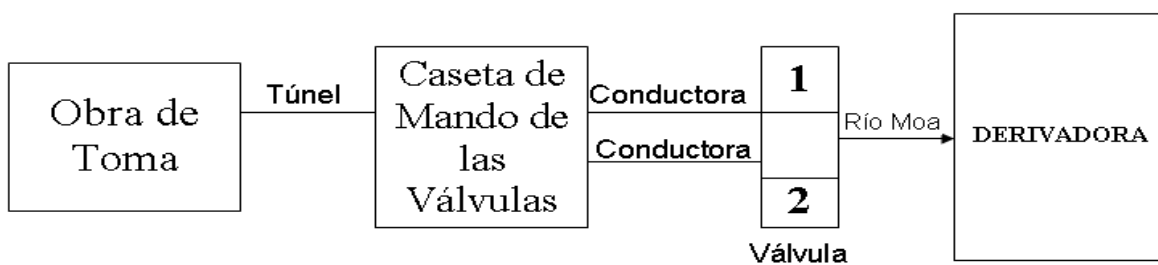 Obra de
Toma
Túnel
Caseta de
Mando de
las
Válvulas
Conductora
Conductora
1
2
Válvula
Río Moa
DERIVADORA